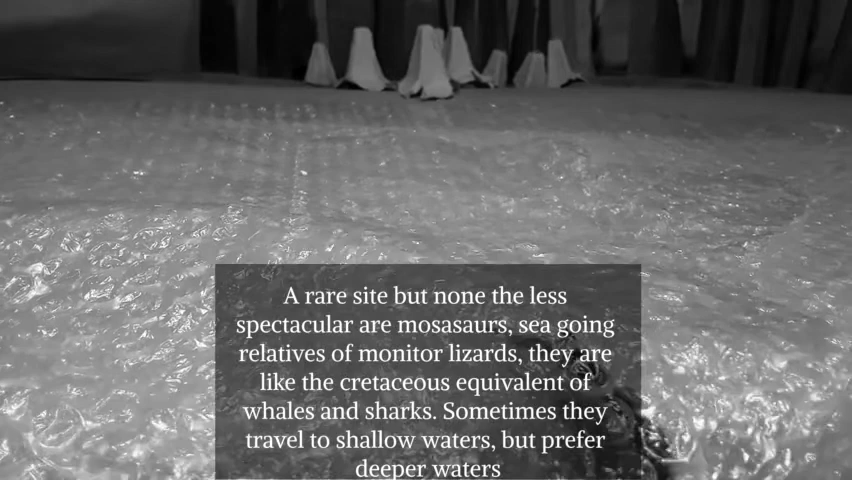 A rare site but none the less
spectacular are mosasaurs, sea going
relatives of monitor lizards, they are
like the cretaceous equivalent of
whales and sharks. Sometimes they
travel to shallow waters, but prefer
deeper waters